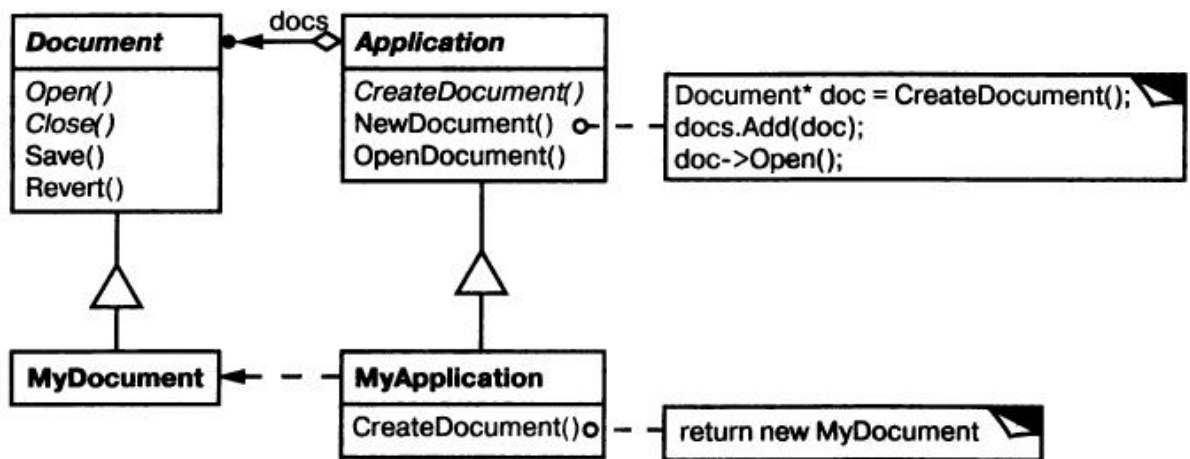 docs
Document
Open()
Close()
Save()
Revert()
Application
CreateDocument()
NewDocument()
OpenDocument()
Document* doc = CreateDocument();
docs.Add(doc);
doc->Open();
MyDocument
MyApplication
CreateDocument()
return new MyDocument